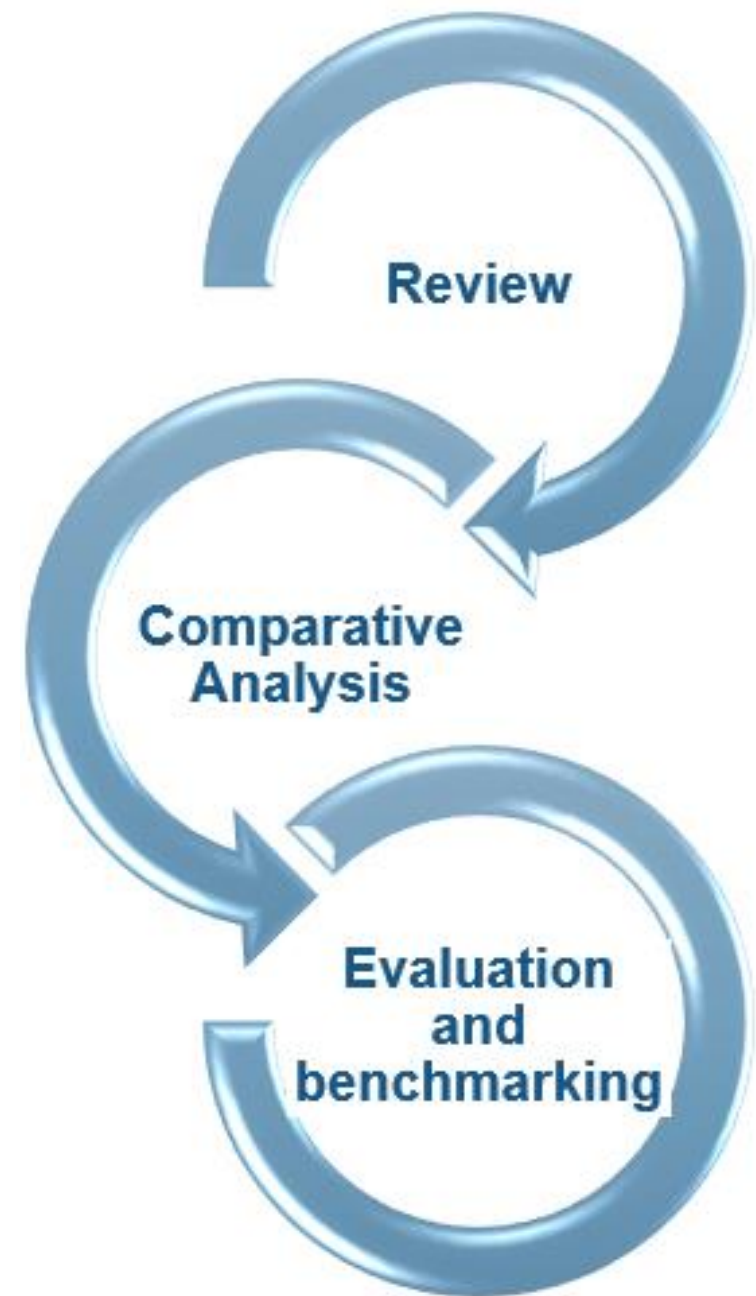 Review
Comparative
Analysis
Evaluation
and
benchmarking